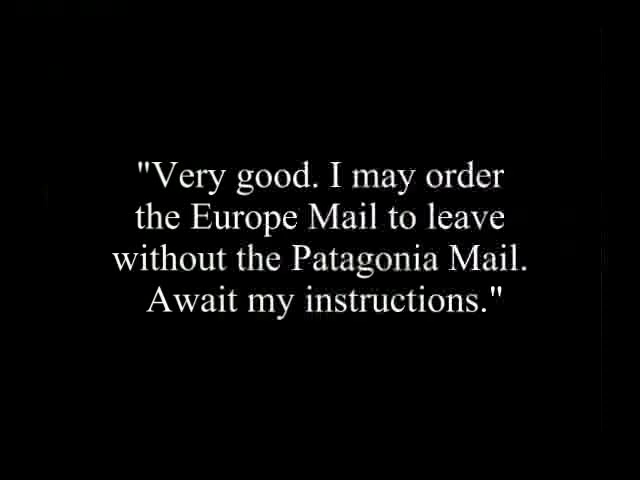 "Very good. I may order
the Europe Mail to leave
without the Patagonia Mail.
Await my instructions."